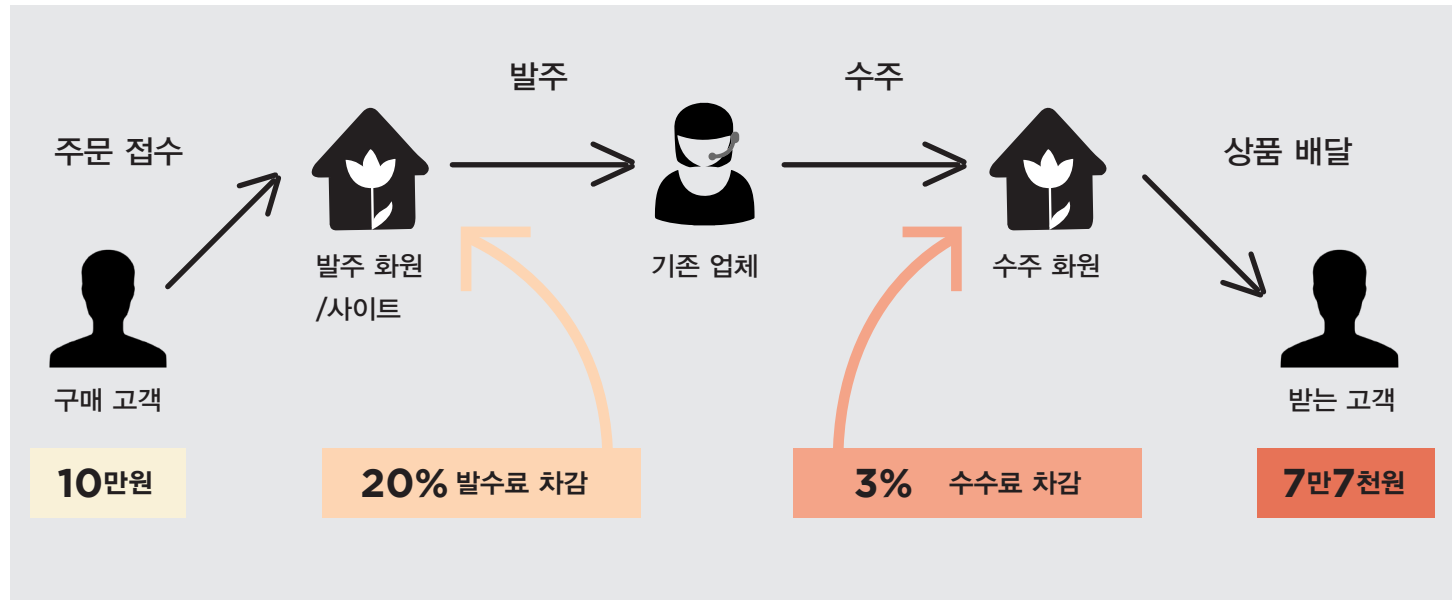 발주
수주
주문 접수
상품 배달
발주 화원
/사이트
기존 업체
수주 화원
구매 고객
받는 고객
10만원
20% 발수료 차감
3% 수수료 차감
7만7천원